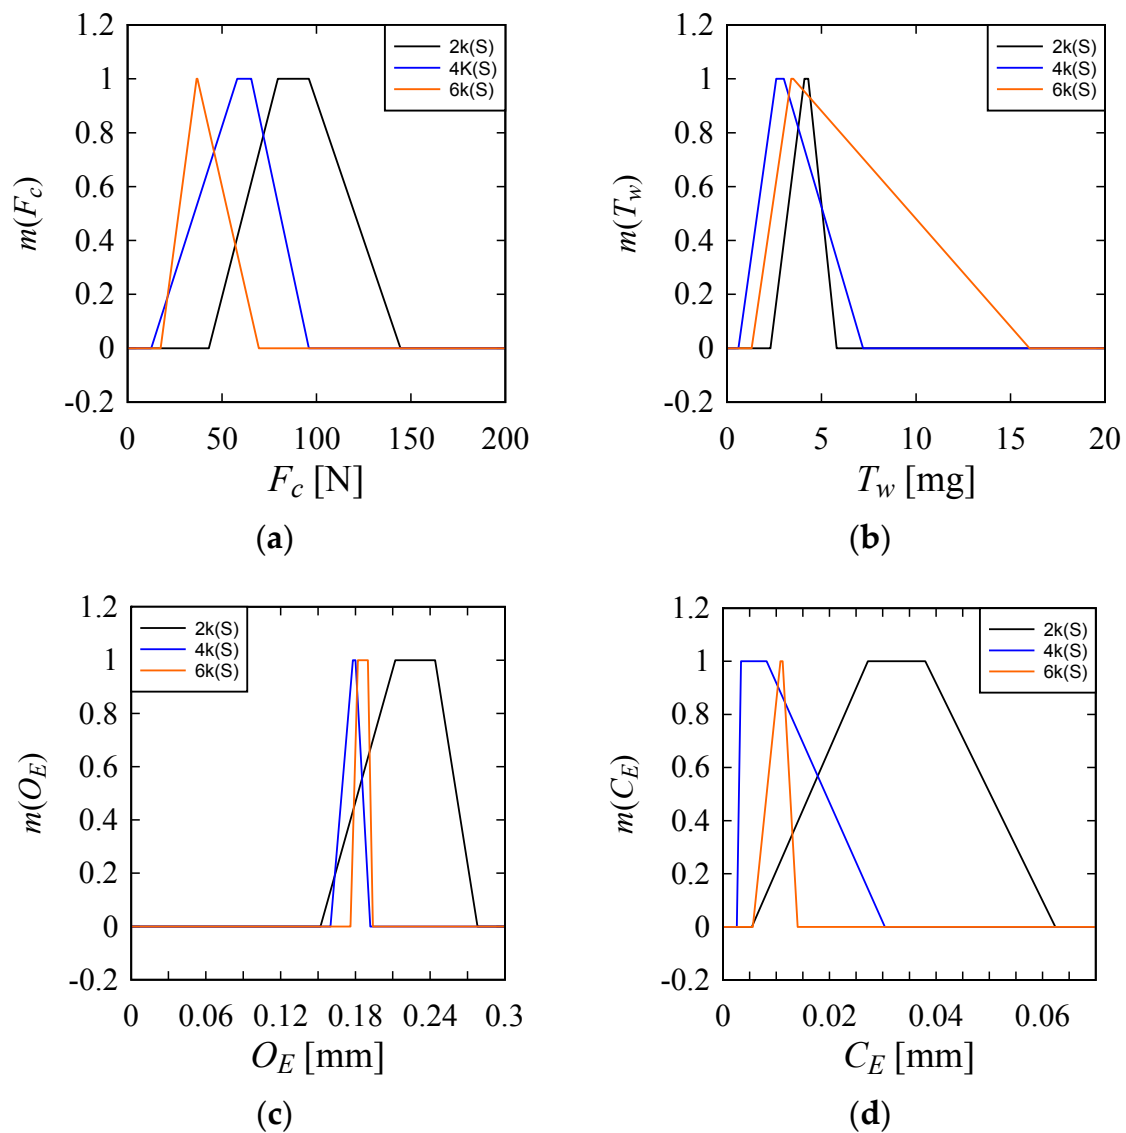 1.2
1
0.8
0.6
0.4
0.2
0
-0.2
m(F_c)
2k(S)
4K(S)
6k(S)
0 50 100 150 200
F_c [N]
(a)
1.2
1
0.8
0.6
0.4
0.2
0
-0.2
m(T_w)
2k(S)
4k(S)
6k(S)
0 5 10 15 20
T_w [mg]
(b)
1.2
1
0.8
0.6
0.4
0.2
0
-0.2
m(O_E)
2k(S)
4k(S)
6k(S)
0 0.06 0.12 0.18 0.24 0.3
O_E [mm]
(c)
1.2
1
0.8
0.6
0.4
0.2
0
-0.2
m(C_E)
2k(S)
4k(S)
6k(S)
0 0.02 0.04 0.06
C_E [mm]
(d)